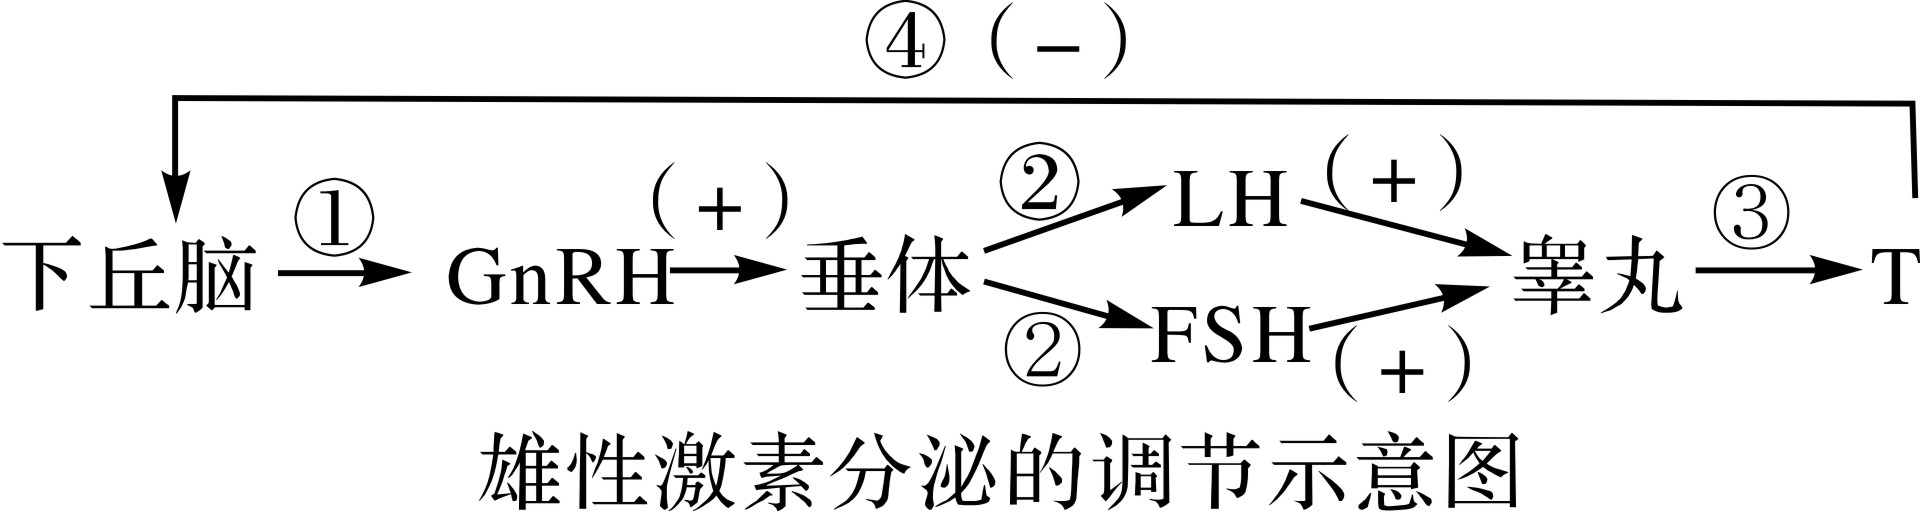 ④（－）
下丘脑 ① GnRH （+） 垂体 ② LH （+） 睾丸 ③ T
② FSH （+）
雄性激素分泌的调节示意图